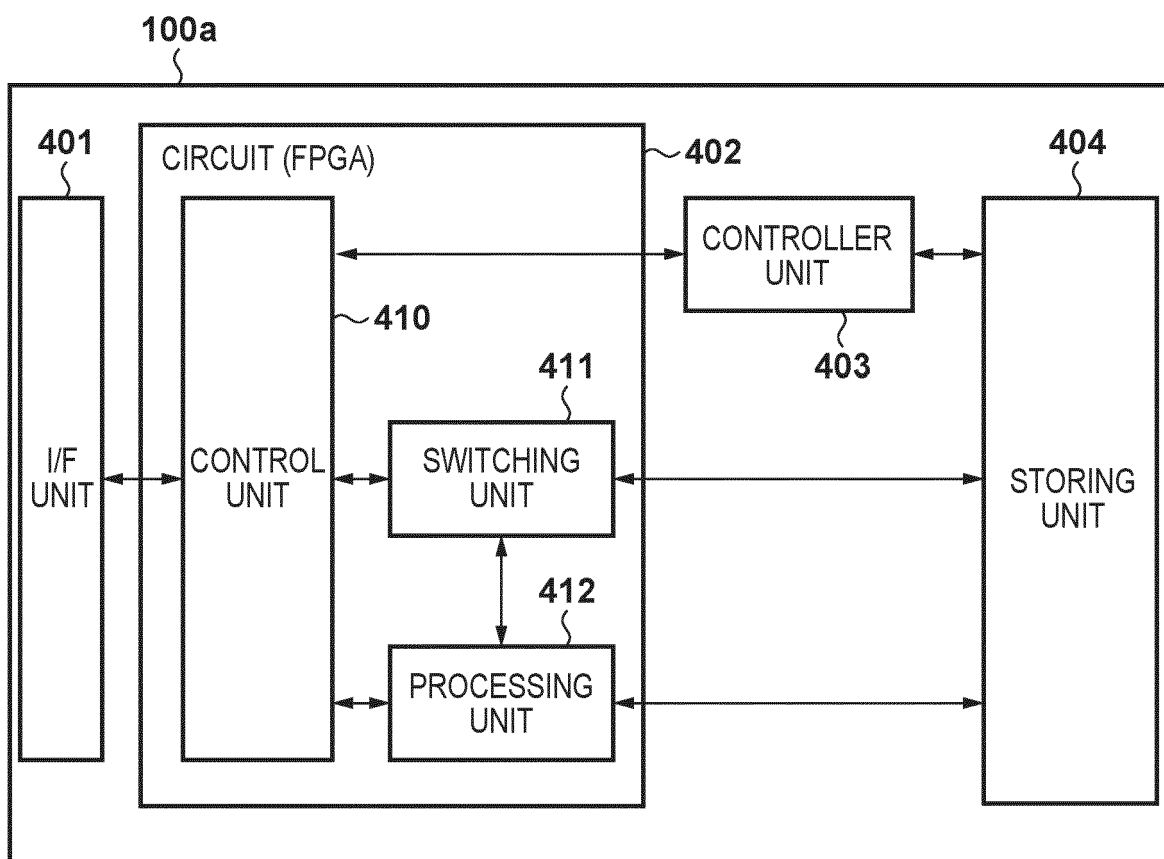 100a
401
CIRCUIT (FPGA)
402
404
CONTROLLER
UNIT
403
410
411
I/F
UNIT
CONTROL
UNIT
SWITCHING
UNIT
STORING
UNIT
412
PROCESSING
UNIT